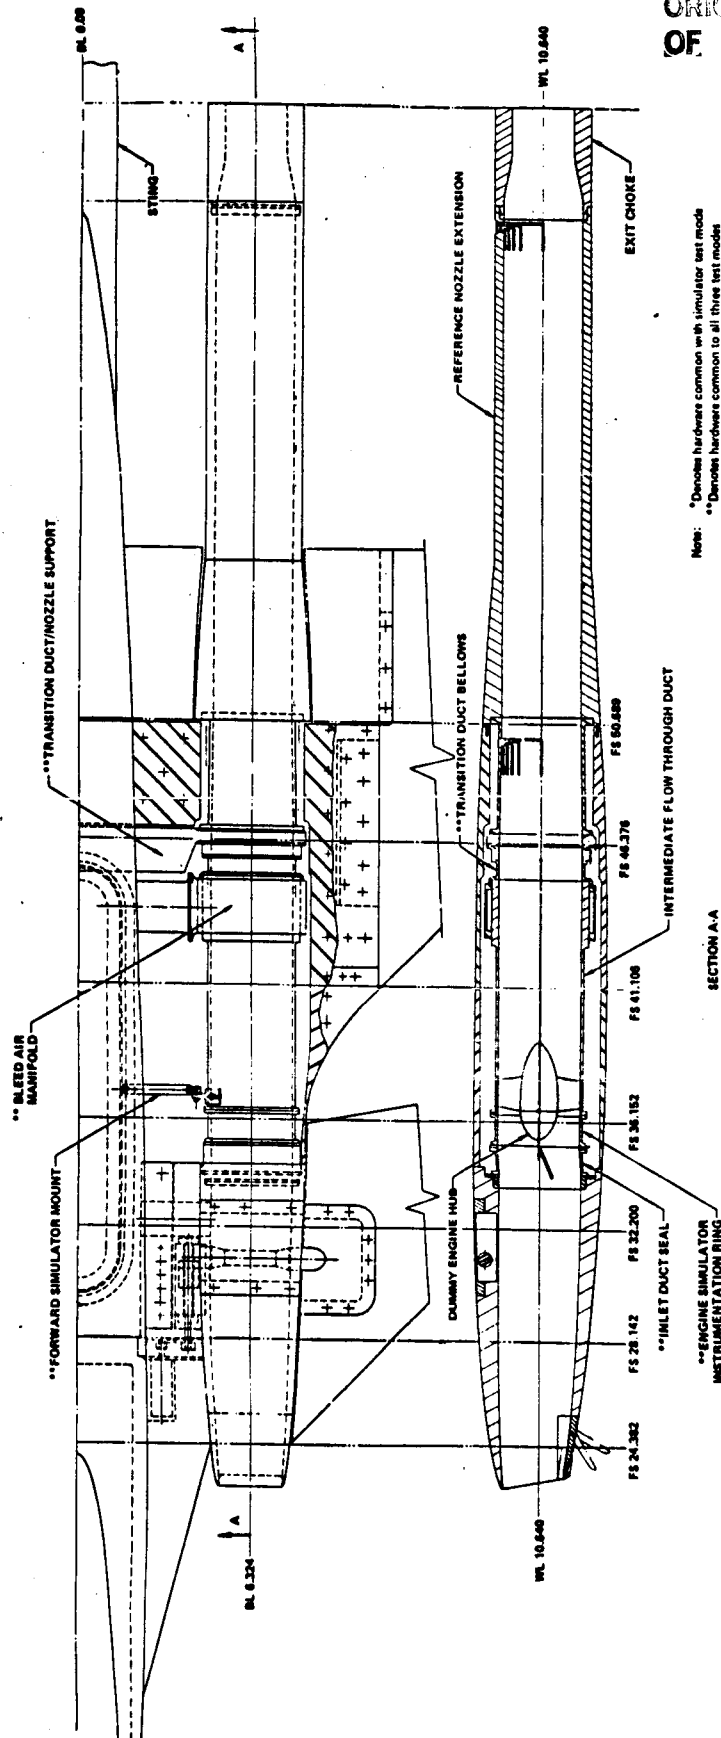 ORIG
OF
BL 0.00
A
STING
**TRANSITION DUCT/NOZZLE SUPPORT
** BLEED AIR
MANIFOLD
**FORWARD SIMULATOR MOUNT
A
BL 6.324
WL 10.640
REFERENCE NOZZLE EXTENSION
EXIT CHOKE
**TRANSITION DUCT BELLOWS
FS 50.689
FS 46.376
INTERMEDIATE FLOW THROUGH DUCT
FS 41.106
FS 36.152
DUMMY ENGINE HUB
FS 32.200
**INLET DUCT SEAL
**ENGINE SIMULATOR
INSTRUMENTATION RING
FS 28.142
FS 24.382
WL 10.640
SECTION A-A
Note: *Denotes hardware common with simulator test mode
**Denotes hardware common to all three test modes